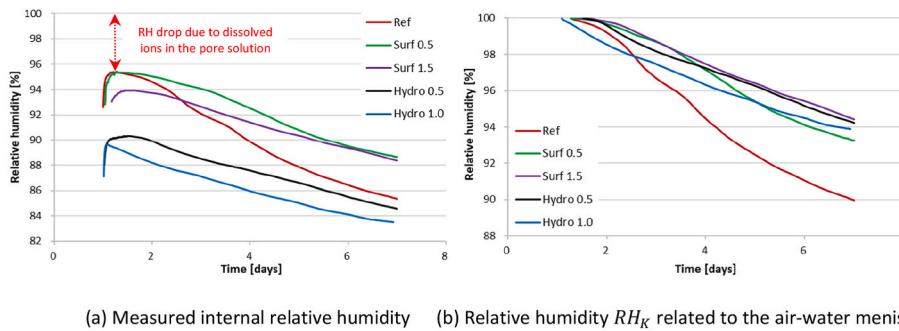 100
98
96
94
92
90
88
86
84
82
Relative humidity [%]
0
2
4
6
8
Time [days]
RH drop due to dissolved
ions in the pore solution
Ref
Surf 0.5
Surf 1.5
Hydro 0.5
Hydro 1.0
a)
100
98
96
94
92
90
88
Relative humidity [%]
0
2
4
6
8
Time [days]
Ref
Surf 0.5
Surf 1.5
Hydro 0.5
Hydro 1.0
b)
(a) Measured internal relative humidity
(b) Relative humidity RH_K related to the air-water menis